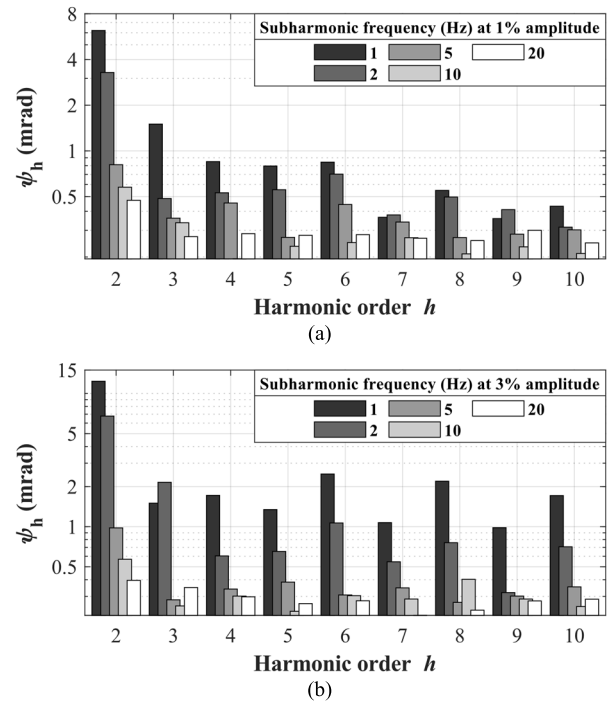 Subharmonic frequency (Hz) at 1% amplitude
1 5 20
2 10
8
4
2
1
0.5
ψh (mrad)
2 3 4 5 6 7 8 9 10
Harmonic order h
(a)
Subharmonic frequency (Hz) at 3% amplitude
1 5 20
2 10
15
5
2
1
0.5
ψh (mrad)
2 3 4 5 6 7 8 9 10
Harmonic order h
(b)